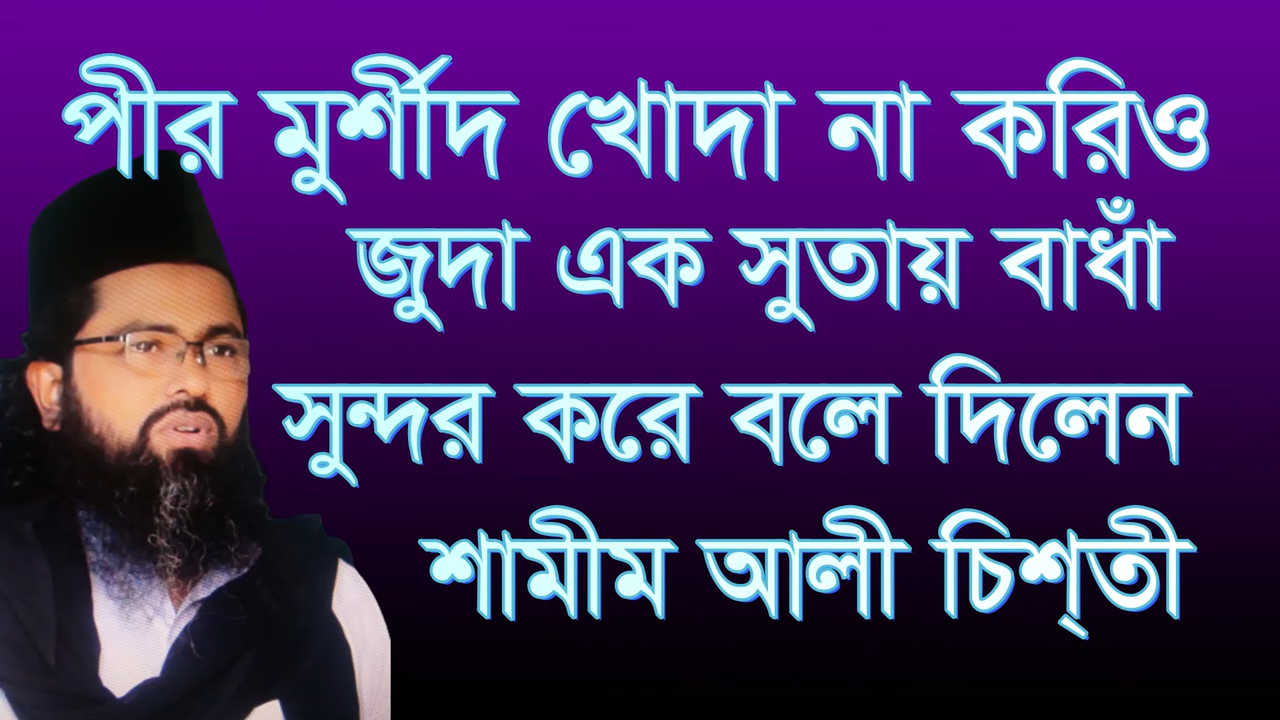 পীর মুর্শীদ খোদা না করিও
জুদা এক সুতায় বাধাঁ
সুন্দর করে বলে দিলেন
শামীম আলী চিশ্‌তী